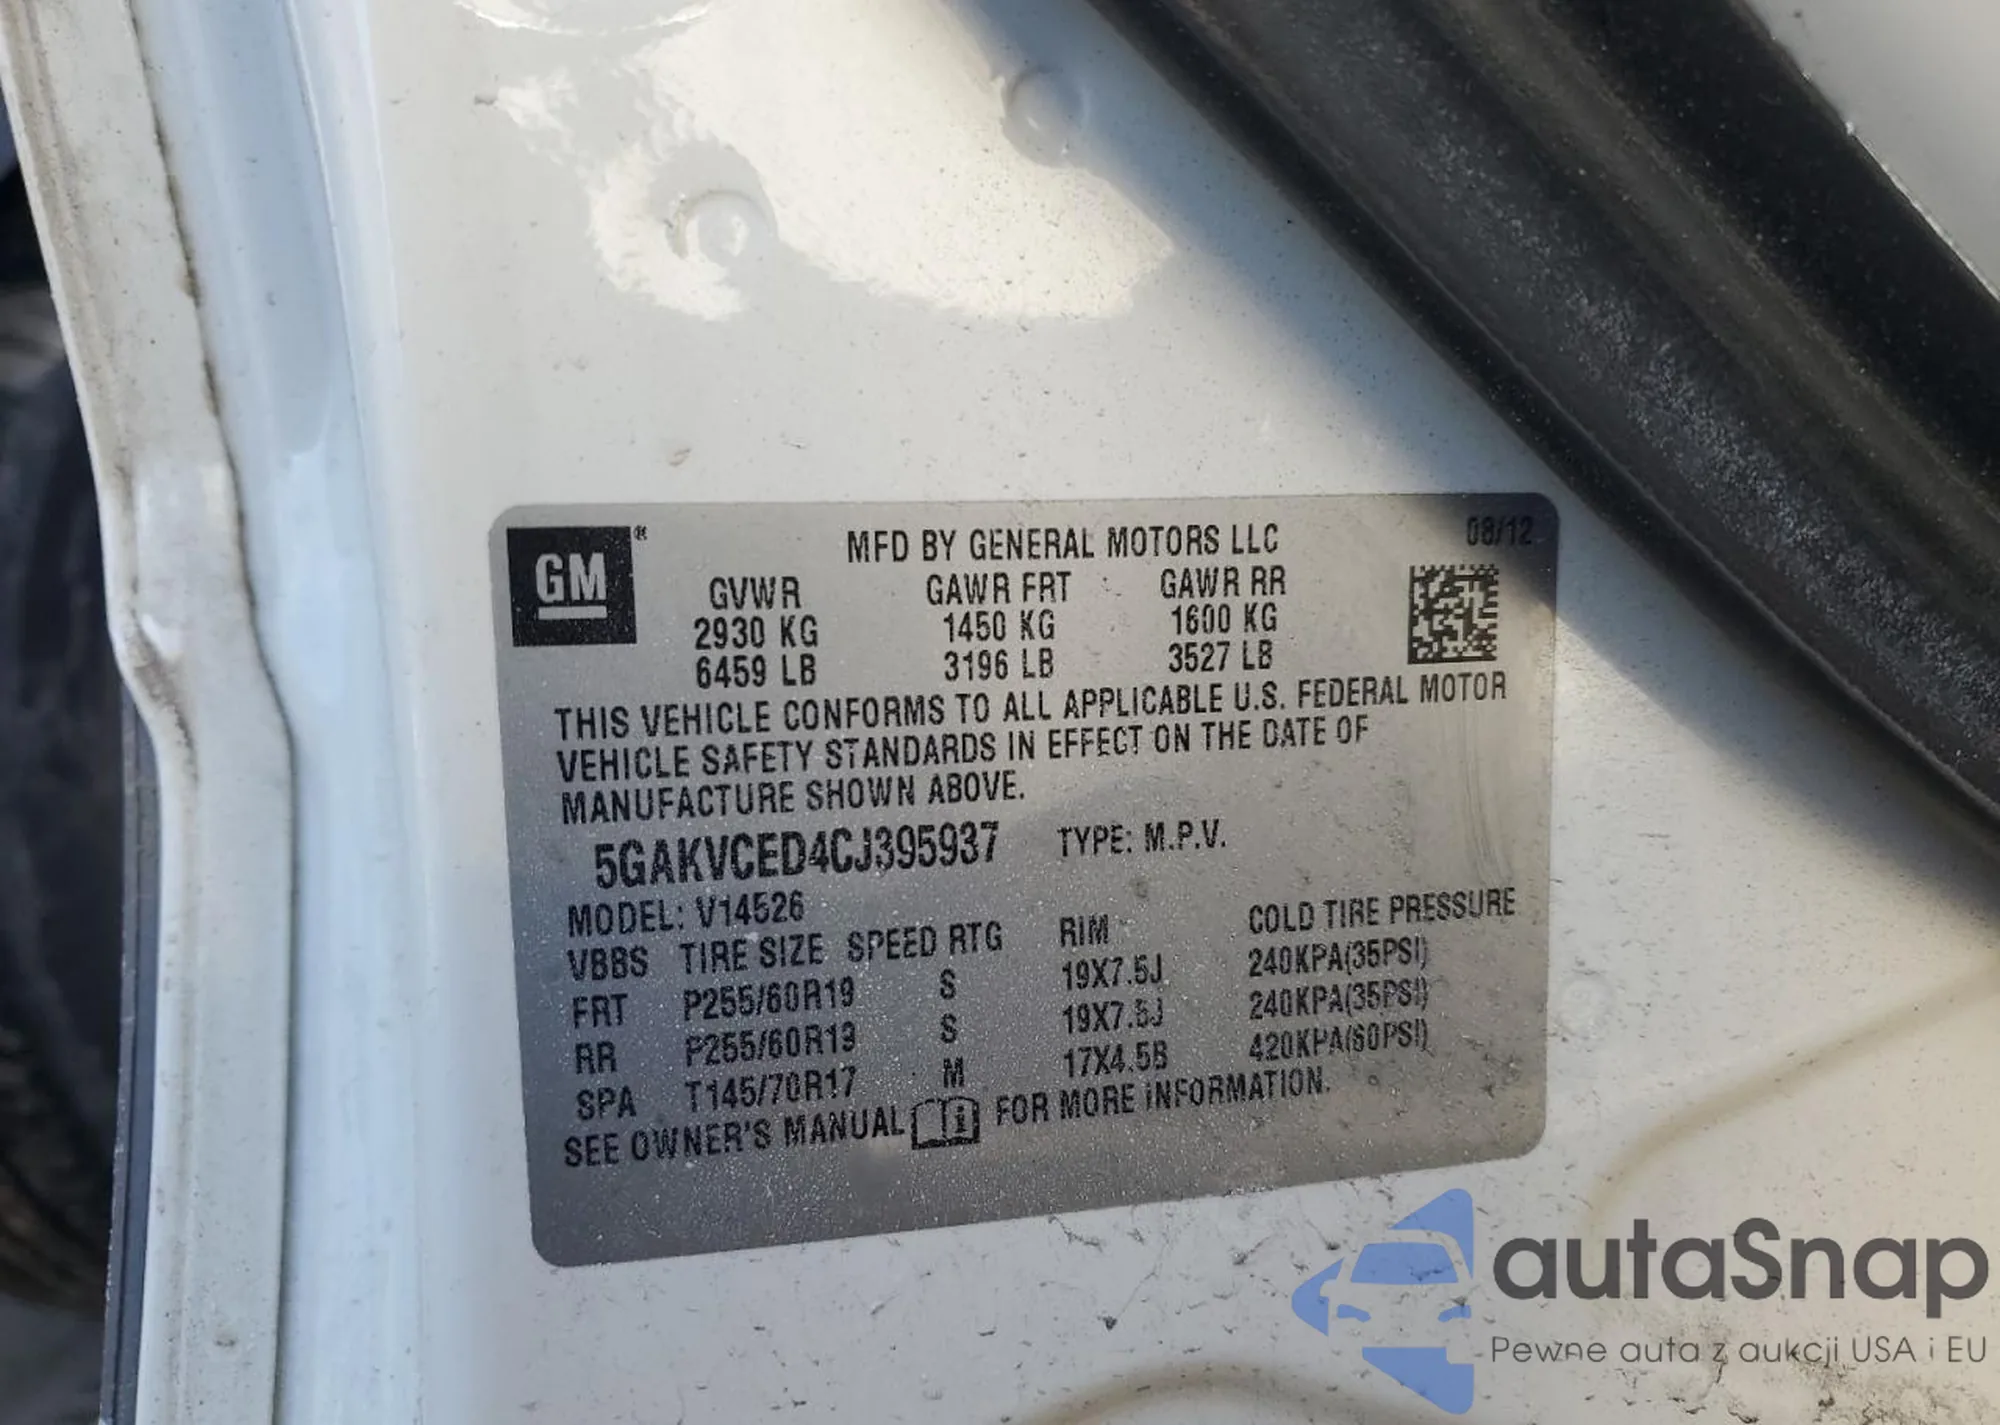 GM ®
MFD BY GENERAL MOTORS LLC 08/12
GVWR GAWR FRT GAWR RR
2930 KG 1450 KG 1600 KG
6459 LB 3196 LB 3527 LB
THIS VEHICLE CONFORMS TO ALL APPLICABLE U.S. FEDERAL MOTOR
VEHICLE SAFETY STANDARDS IN EFFECT ON THE DATE OF
MANUFACTURE SHOWN ABOVE.
5GAKVCED4CJ395937 TYPE: M.P.V.
MODEL: V14526
VBBS TIRE SIZE SPEED RTG RIM COLD TIRE PRESSURE
FRT P255/60R19 S 19X7.5J 240KPA(35PSI)
RR P255/60R19 S 19X7.5J 240KPA(35PSI)
SPA T145/70R17 M 17X4.5B 420KPA(60PSI)
SEE OWNER'S MANUAL i FOR MORE INFORMATION.
autaSnap
Pewne auta z aukcji USA i EU